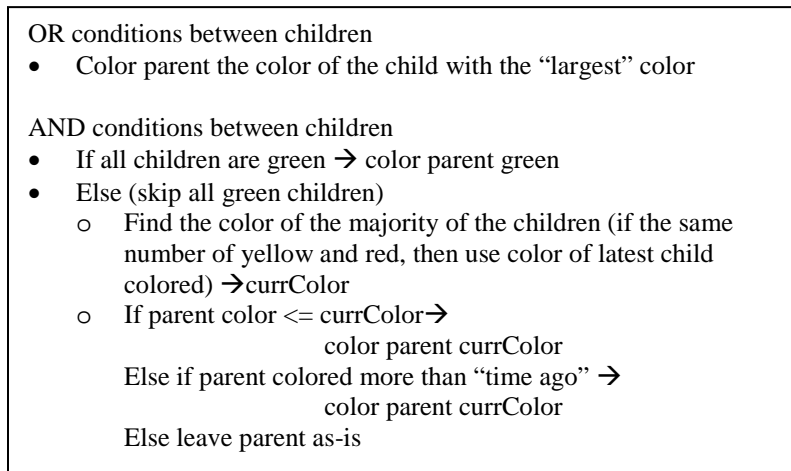 OR conditions between children
• Color parent the color of the child with the “largest” color
AND conditions between children
• If all children are green → color parent green
• Else (skip all green children)
o Find the color of the majority of the children (if the same
number of yellow and red, then use color of latest child
colored) →currColor
o If parent color <= currColor→
color parent currColor
Else if parent colored more than “time ago” →
color parent currColor
Else leave parent as-is